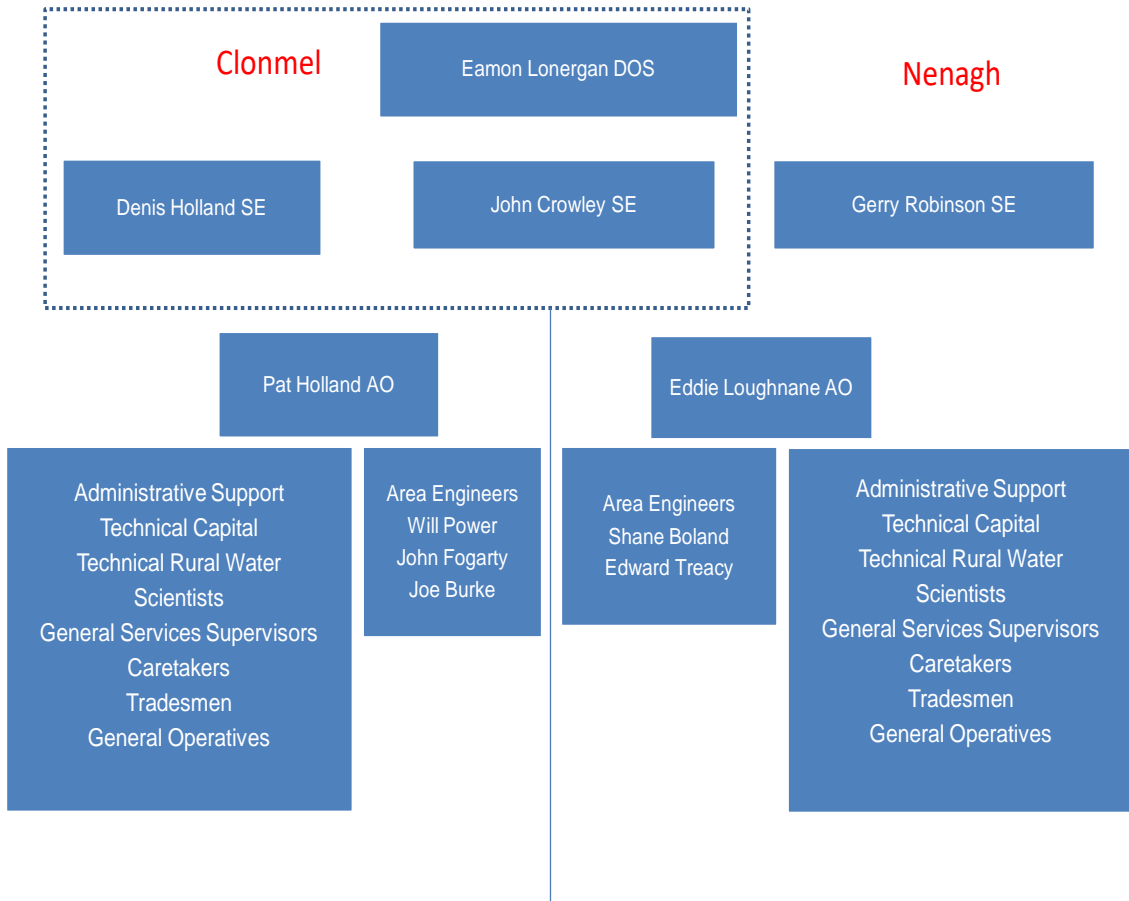 Clonmel
Eamon Lonergan DOS
Nenagh
Denis Holland SE
John Crowley SE
Gerry Robinson SE
Pat Holland AO
Eddie Loughnane AO
Administrative Support
Technical Capital
Technical Rural Water
Scientists
General Services Supervisors
Caretakers
Tradesmen
General Operatives
Area Engineers
Will Power
John Fogarty
Joe Burke
Area Engineers
Shane Boland
Edward Treacy
Administrative Support
Technical Capital
Technical Rural Water
Scientists
General Services Supervisors
Caretakers
Tradesmen
General Operatives